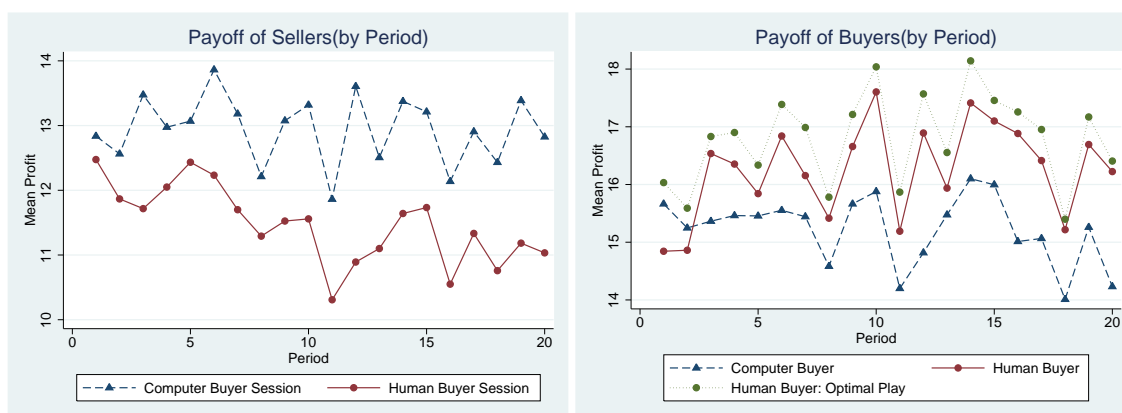 Payoff of Sellers(by Period)
Mean Profit
14
13
12
11
10
0 5 10 15 20
Period
Computer Buyer Session Human Buyer Session
Payoff of Buyers(by Period)
Mean Profit
18
17
16
15
14
0 5 10 15 20
Period
Computer Buyer Human Buyer
Human Buyer: Optimal Play